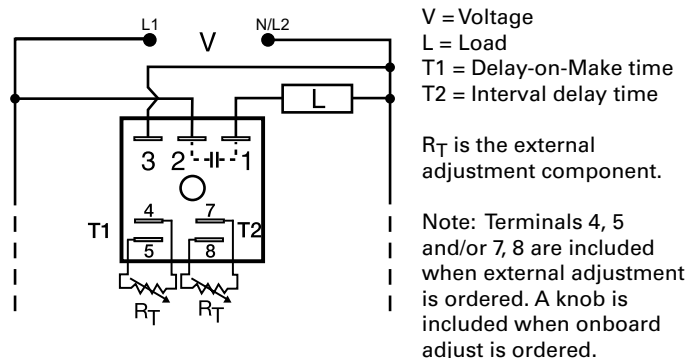 L1
V
N/L2
L
3 2 1
T1
4
5
7
8
T2
RT
RT
V = Voltage
L = Load
T1 = Delay-on-Make time
T2 = Interval delay time
RT is the external
adjustment component.
Note: Terminals 4, 5
and/or 7, 8 are included
when external adjustment
is ordered. A knob is
included when onboard
adjust is ordered.